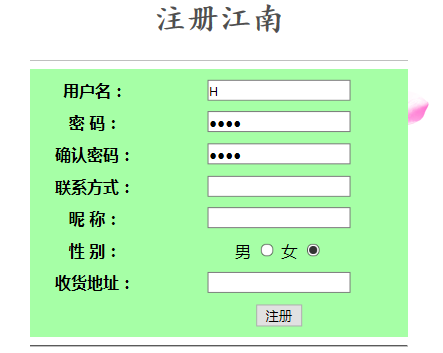 注册江南
用户名： H
密 码： ●●●●
确认密码： ●●●●
联系方式：
昵 称：
性 别： 男 女
收货地址：
注册